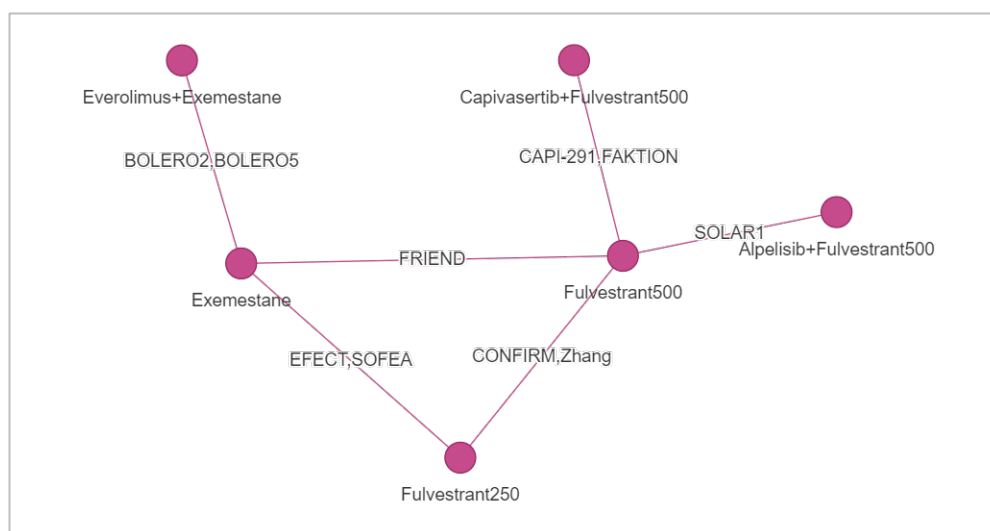 Everolimus+Exemestane
Capivasertib+Fulvestrant500
BOLERO2,BOLERO5
CAPI-291,FAKTION
SOLAR1
Alpelisib+Fulvestrant500
FRIEND
Exemestane
Fulvestrant500
EFECT,SOFEA
CONFIRM,Zhang
Fulvestrant250